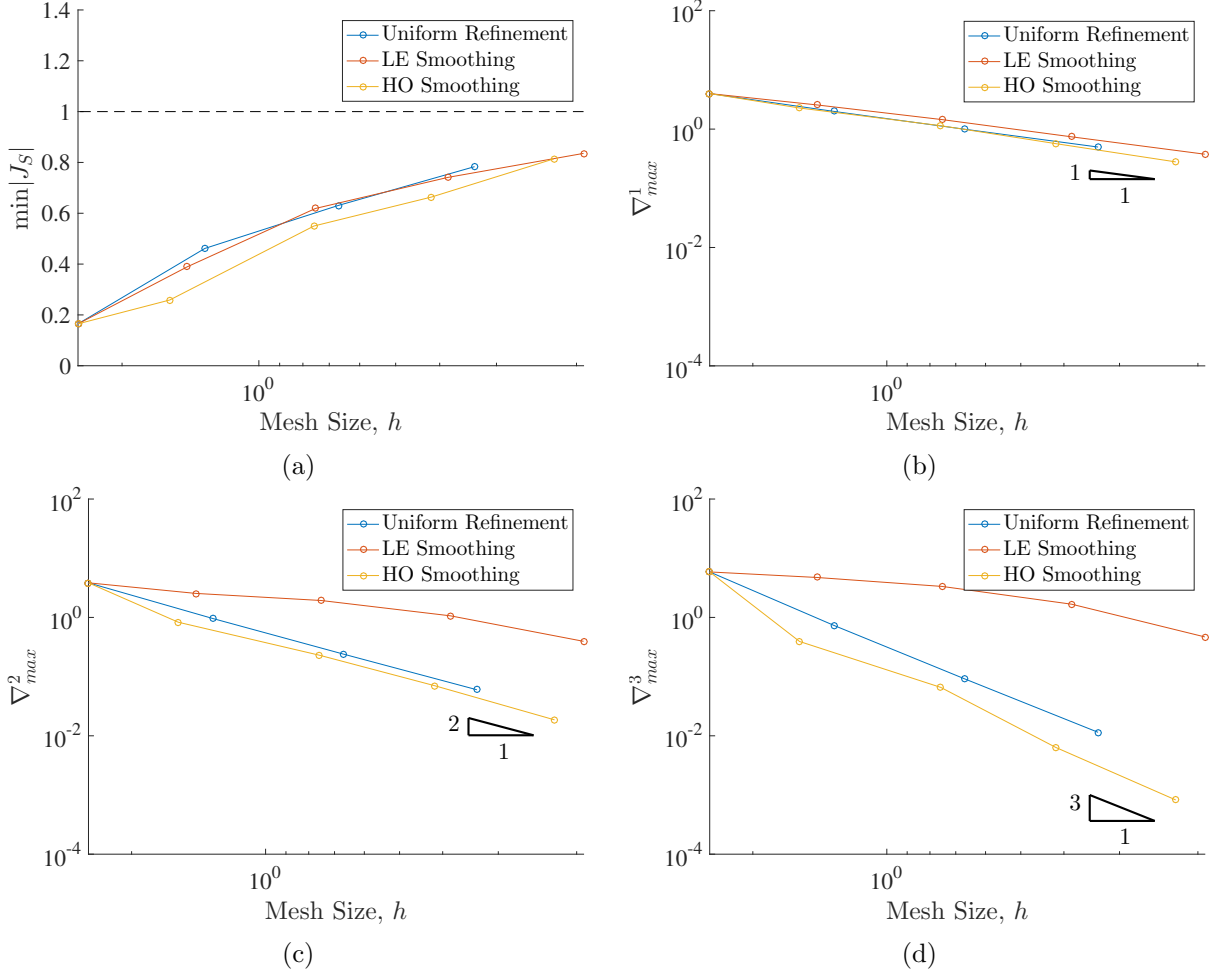 1.4
1.2
1
0.8
0.6
0.4
0.2
0
min|J_S|
Uniform Refinement
LE Smoothing
HO Smoothing
10^0
Mesh Size, h
(a)
10^2
10^0
10^-2
10^-4
∇^1_max
Uniform Refinement
LE Smoothing
HO Smoothing
1
1
10^0
Mesh Size, h
(b)
10^2
10^0
10^-2
10^-4
∇^2_max
Uniform Refinement
LE Smoothing
HO Smoothing
2
1
10^0
Mesh Size, h
(c)
10^2
10^0
10^-2
10^-4
∇^3_max
Uniform Refinement
LE Smoothing
HO Smoothing
3
1
10^0
Mesh Size, h
(d)